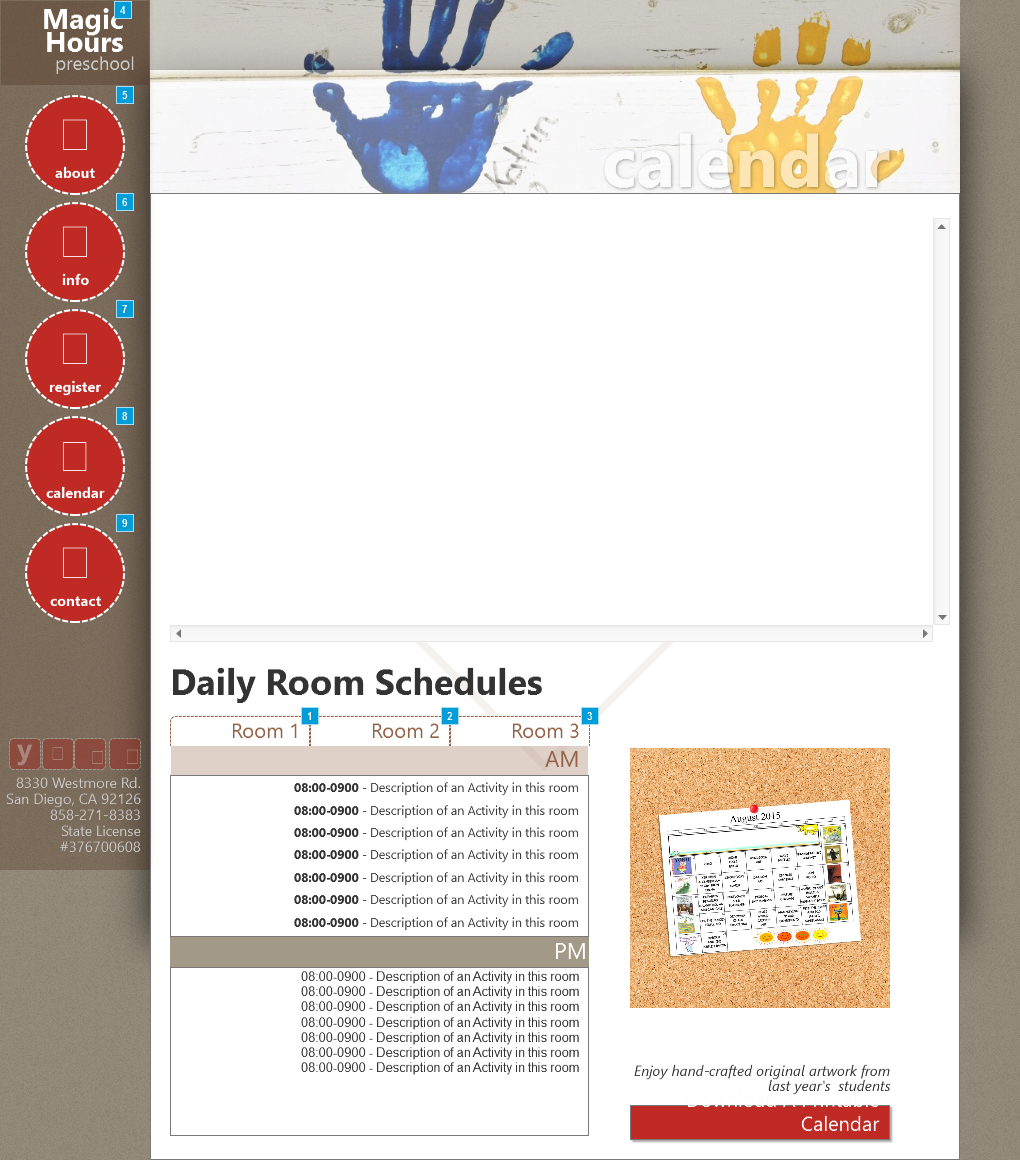 Magic
Hours
preschool
4
5
about
6
info
7
register
8
calendar
9
contact
y
8330 Westmore Rd.
San Diego, CA 92126
858-271-8383
State License
#376700608
Katrin
calendar
Daily Room Schedules
1
2
3
Room 1
Room 2
Room 3
AM
08:00-0900 - Description of an Activity in this room
08:00-0900 - Description of an Activity in this room
08:00-0900 - Description of an Activity in this room
08:00-0900 - Description of an Activity in this room
08:00-0900 - Description of an Activity in this room
08:00-0900 - Description of an Activity in this room
08:00-0900 - Description of an Activity in this room
PM
08:00-0900 - Description of an Activity in this room
08:00-0900 - Description of an Activity in this room
08:00-0900 - Description of an Activity in this room
08:00-0900 - Description of an Activity in this room
08:00-0900 - Description of an Activity in this room
08:00-0900 - Description of an Activity in this room
08:00-0900 - Description of an Activity in this room
August 2015
Enjoy hand-crafted original artwork from
last year's students
Download A Printable
Calendar